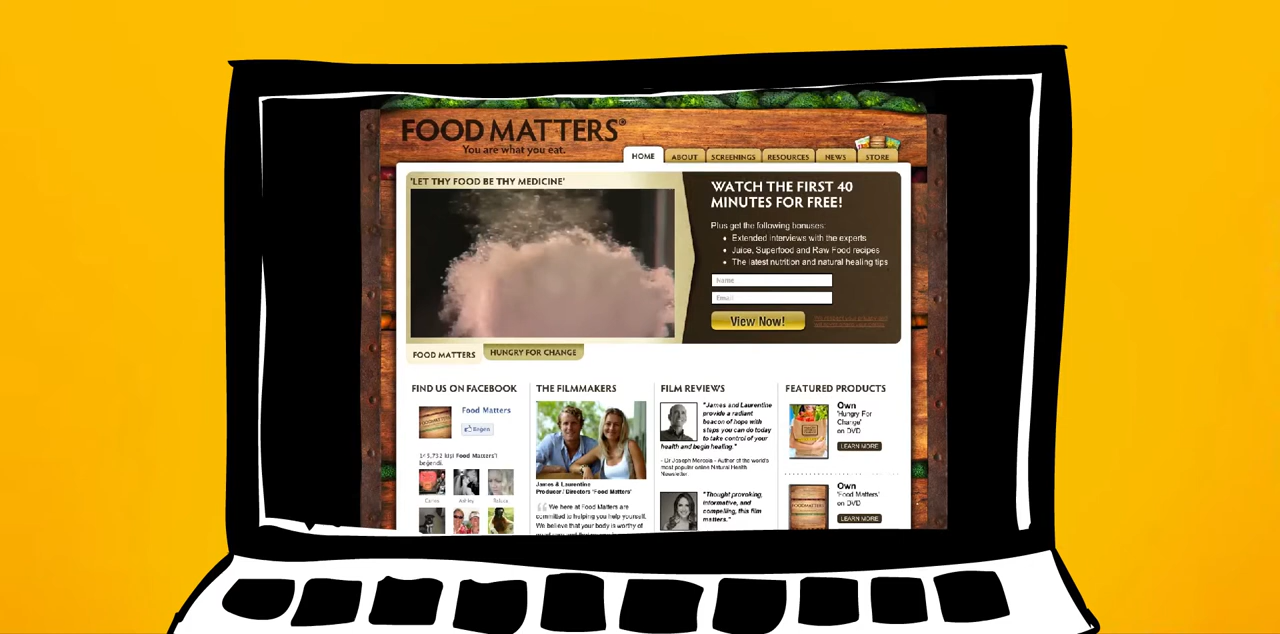 FOOD MATTERS®
You are what you eat.
HOME
ABOUT
SCREENINGS
RESOURCES
NEWS
STORE
'LET THY FOOD BE THY MEDICINE'
WATCH THE FIRST 40
MINUTES FOR FREE!
Plus get the following bonuses:
• Extended interviews with the experts
• Juice, Superfood and Raw Food recipes
• The latest nutrition and natural healing tips
Name
Email
View Now!
FOOD MATTERS
HUNGRY FOR CHANGE
FIND US ON FACEBOOK
Food Matters
Beğen
kişi Food Matters'i
beğendi.
Ashley
THE FILMMAKERS
James & Laurentine
Producer / Directors 'Food Matters'
We here at Food Matters are
committed to helping you help yourself.
We believe that your body is worthy of
FILM REVIEWS
"James and Laurentine
provide a radiant
beacon of hope with
steps you can do today
to take control of your
health and begin healing."
- Dr Joseph Mercola - Author of the world's
most popular online Natural Health
Newsletter
"Thought provoking,
informative, and
compelling, this film
matters."
FEATURED PRODUCTS
Own
'Hungry For
Change'
on DVD
LEARN MORE
Own
'Food Matters'
on DVD
LEARN MORE